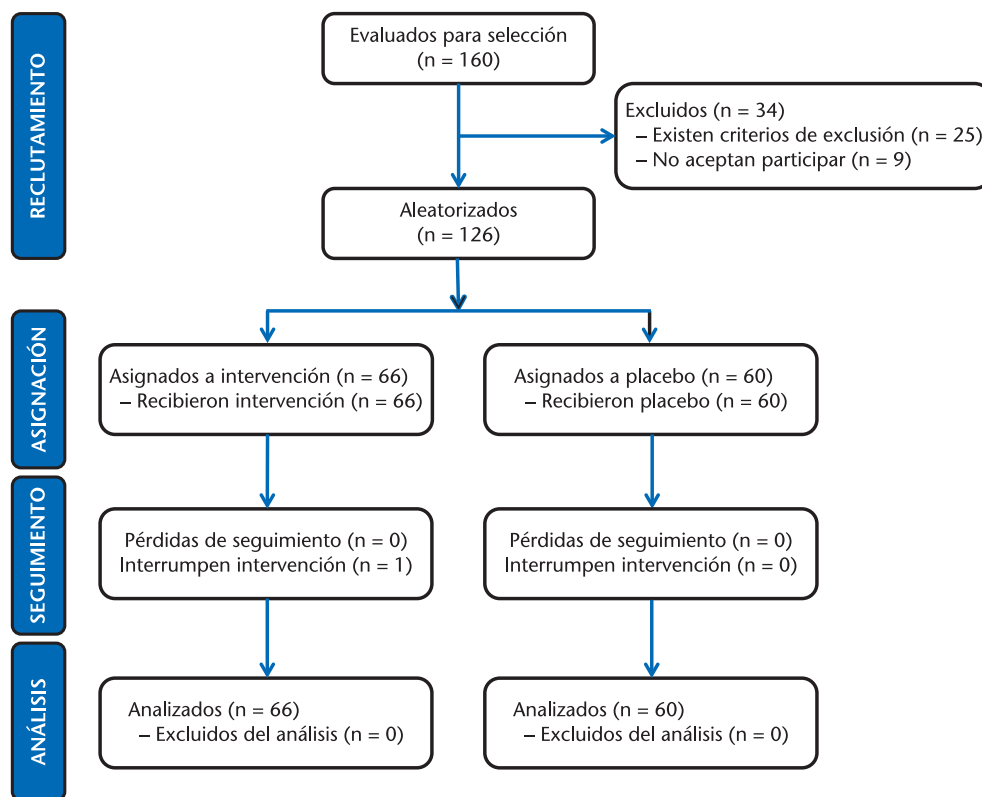 RECLUTAMIENTO
Evaluados para selección
(n = 160)
Excluidos (n = 34)
– Existen criterios de exclusión (n = 25)
– No aceptan participar (n = 9)
Aleatorizados
(n = 126)
ASIGNACIÓN
Asignados a intervención (n = 66)
– Recibieron intervención (n = 66)
Asignados a placebo (n = 60)
– Recibieron placebo (n = 60)
SEGUIMIENTO
Pérdidas de seguimiento (n = 0)
Interrumpen intervención (n = 1)
Pérdidas de seguimiento (n = 0)
Interrumpen intervención (n = 0)
ANÁLISIS
Analizados (n = 66)
– Excluidos del análisis (n = 0)
Analizados (n = 60)
– Excluidos del análisis (n = 0)